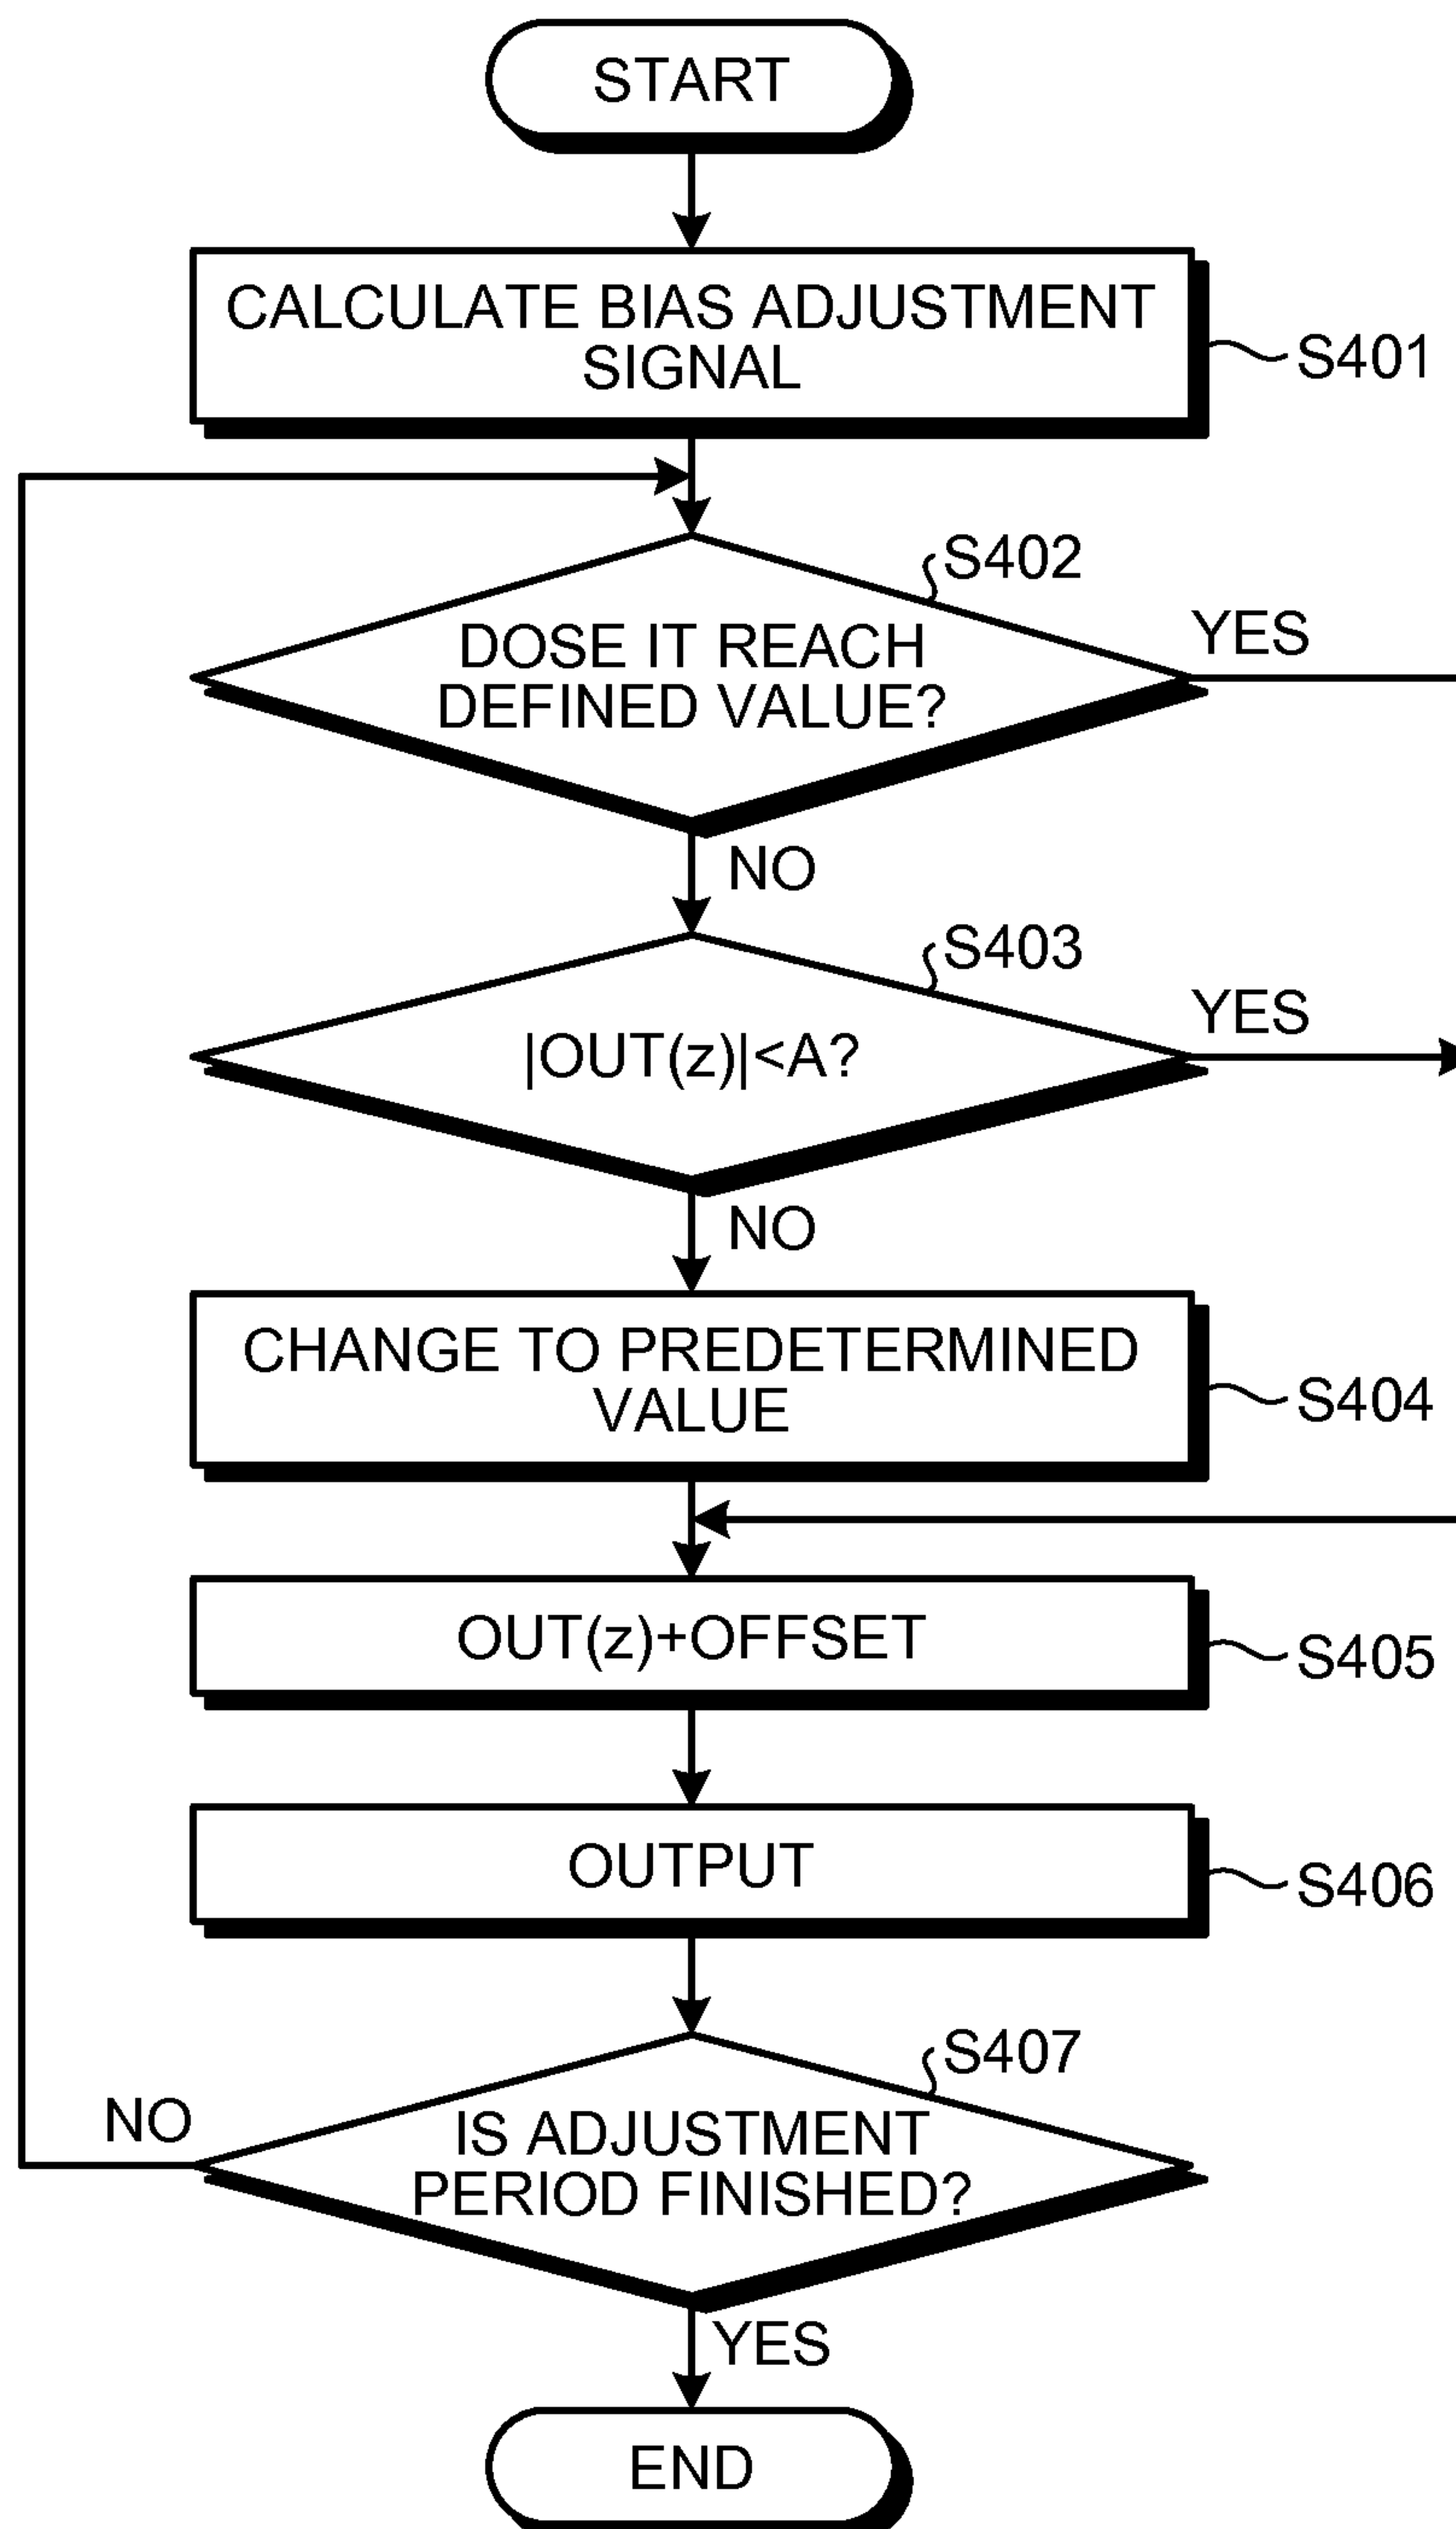 START
CALCULATE BIAS ADJUSTMENT
SIGNAL
S401
S402
DOSE IT REACH
DEFINED VALUE?
YES
NO
S403
|OUT(z)|<A?
YES
NO
CHANGE TO PREDETERMINED
VALUE
S404
OUT(z)+OFFSET
S405
OUTPUT
S406
S407
IS ADJUSTMENT
PERIOD FINISHED?
NO
YES
END